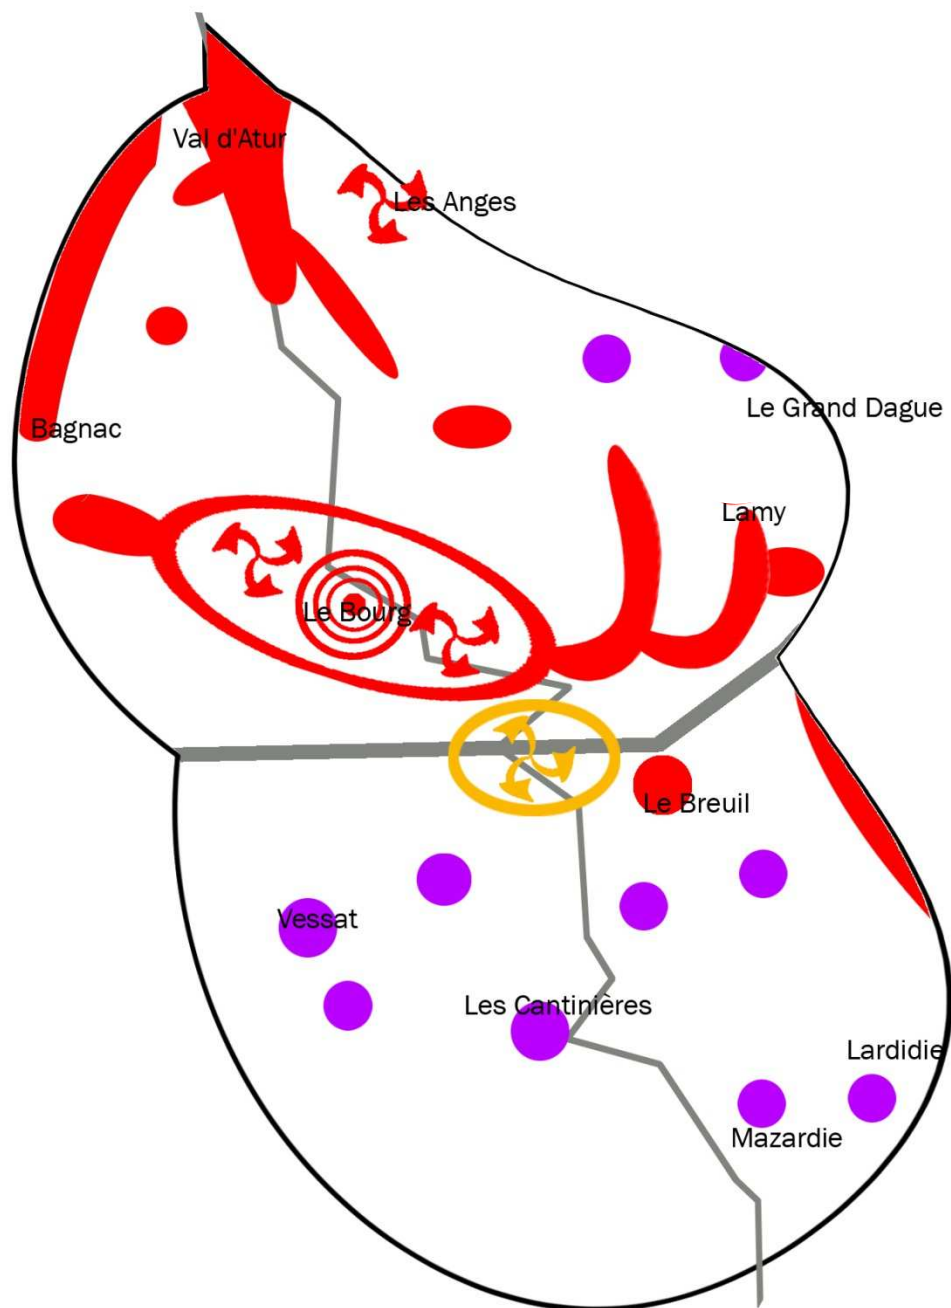 Val d'Atur
Les Anges
Le Grand Dague
Bagnac
Lamy
Le Bourg
Le Breuil
Vessat
Les Cantinières
Lardidie
Mazardie